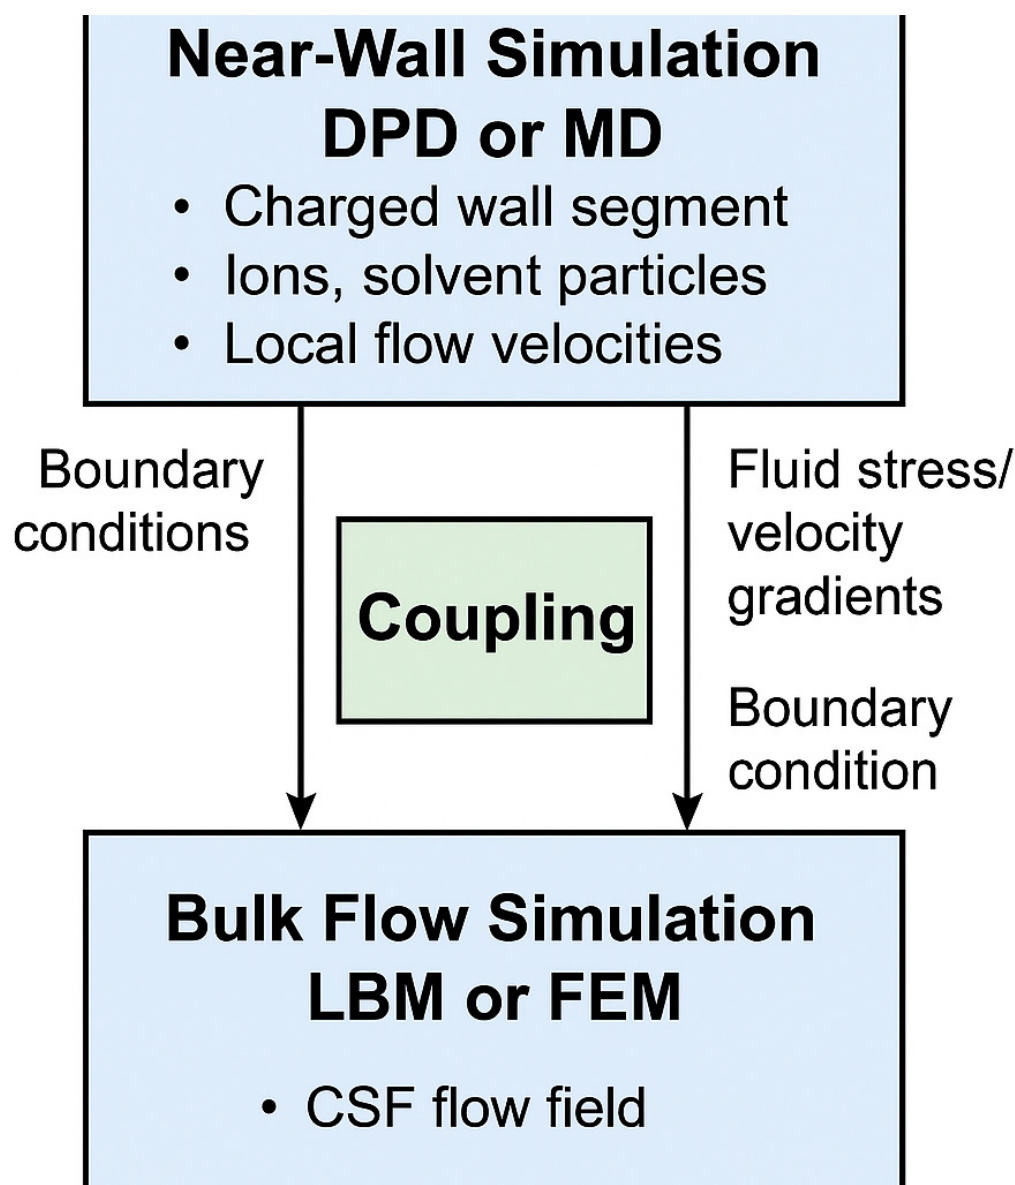 Near-Wall Simulation
DPD or MD
• Charged wall segment
• Ions, solvent particles
• Local flow velocities
Boundary
conditions
Fluid stress/
velocity
gradients
Coupling
Boundary
condition
Bulk Flow Simulation
LBM or FEM
• CSF flow field